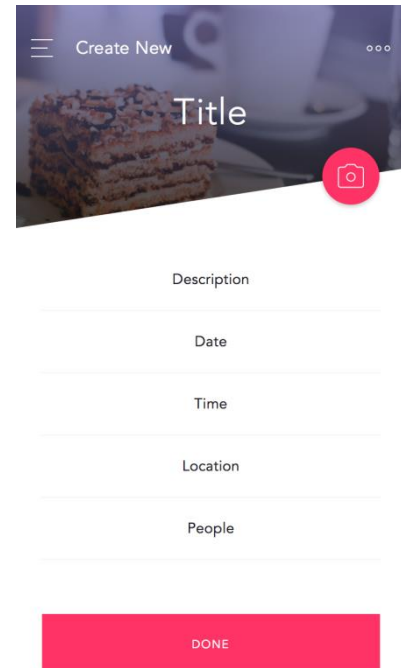 Create New
Title
Description
Date
Time
Location
People
DONE